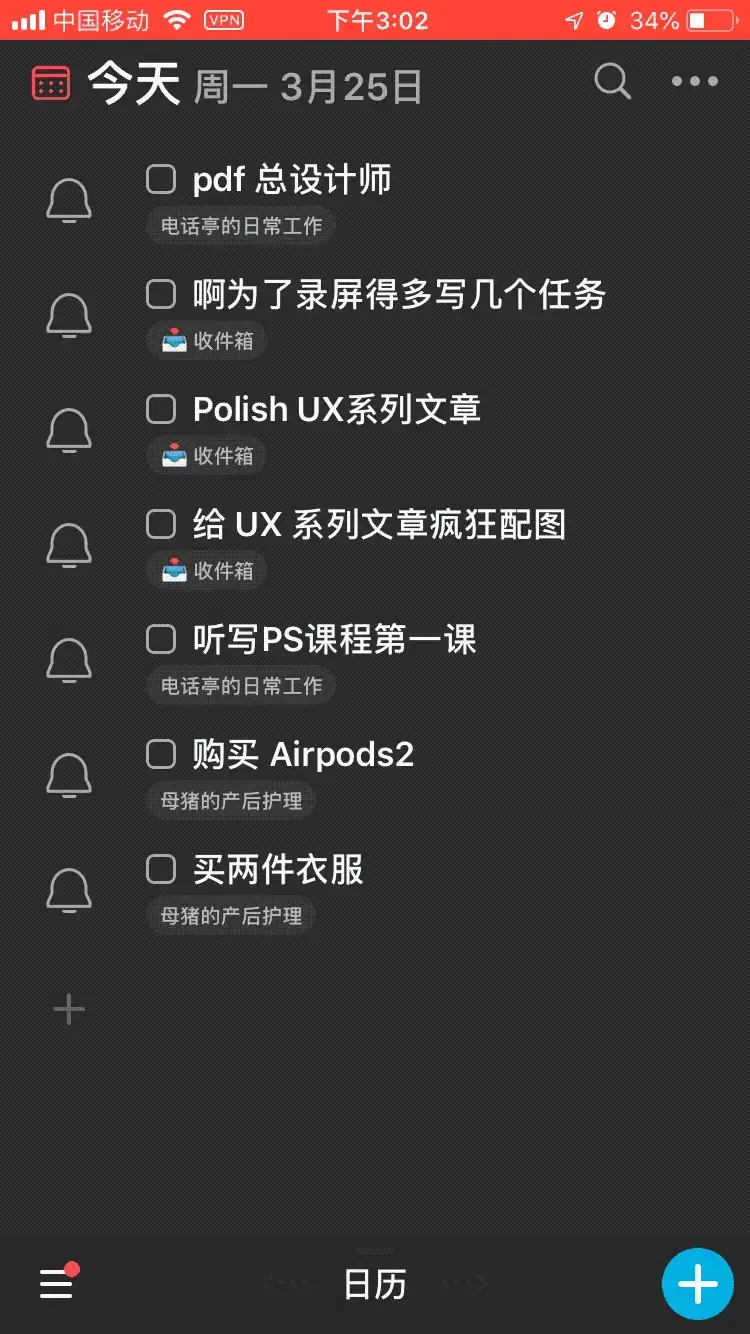 中国移动 VPN 下午3:02 34%
今天 周一 3月25日
pdf 总设计师
电话亭的日常工作
啊为了录屏得多写几个任务
收件箱
Polish UX系列文章
收件箱
给 UX 系列文章疯狂配图
收件箱
听写PS课程第一课
电话亭的日常工作
购买 Airpods2
母猪的产后护理
买两件衣服
母猪的产后护理
日历